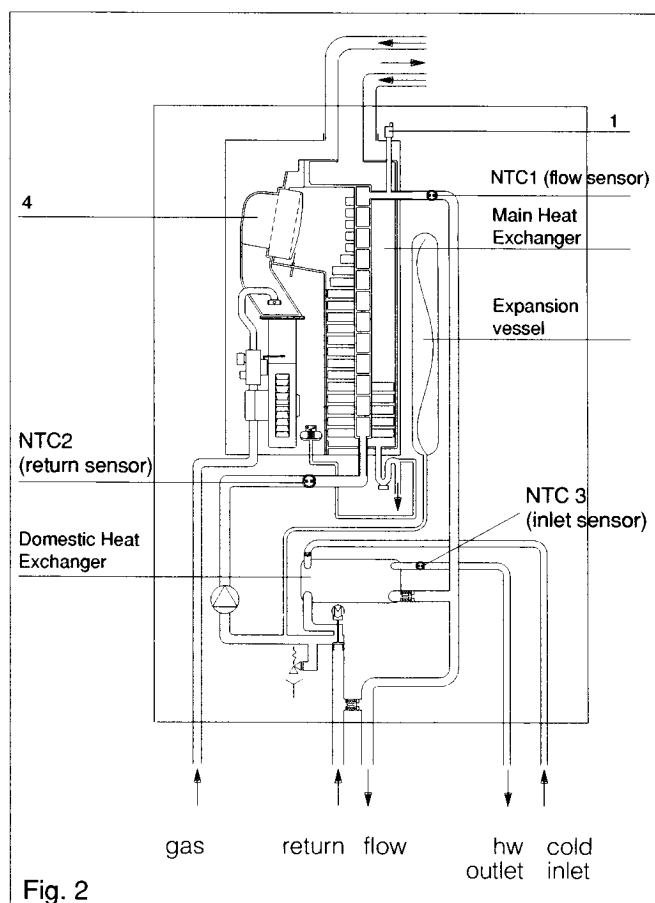 1
NTC1 (flow sensor)
4
Main Heat
Exchanger
Expansion
vessel
NTC2
(return sensor)
NTC 3
(inlet sensor)
Domestic Heat
Exchanger
M
gas
return
flow
hw
outlet
cold
inlet
Fig. 2